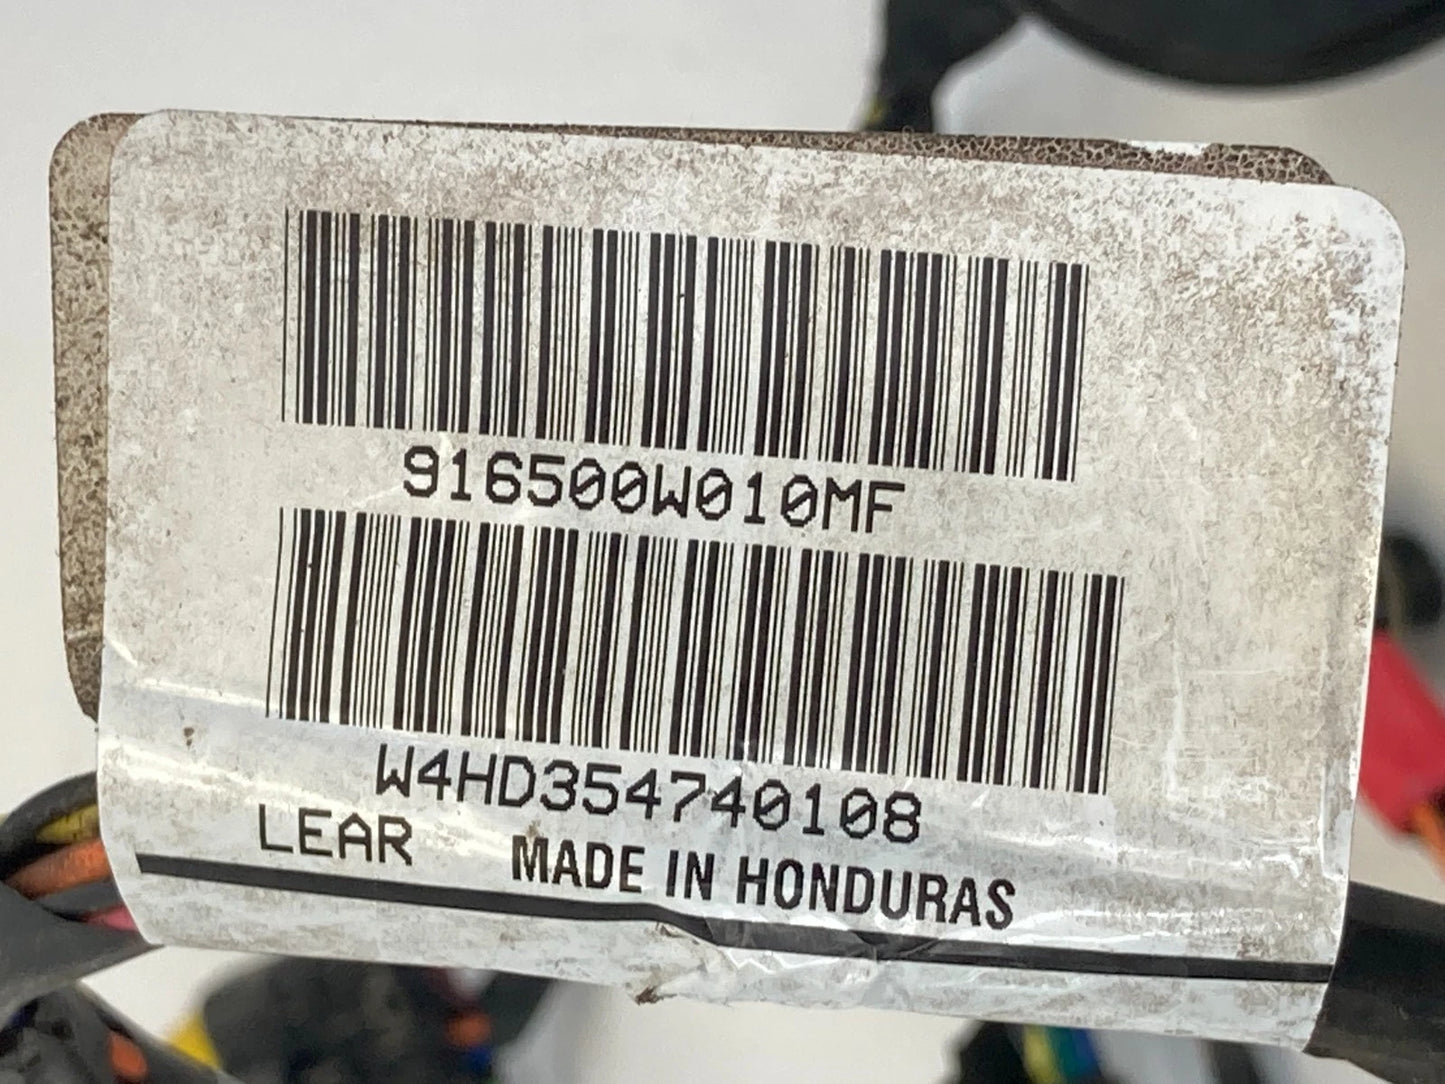 916500W010MF
W4HD354740108
LEAR MADE IN HONDURAS